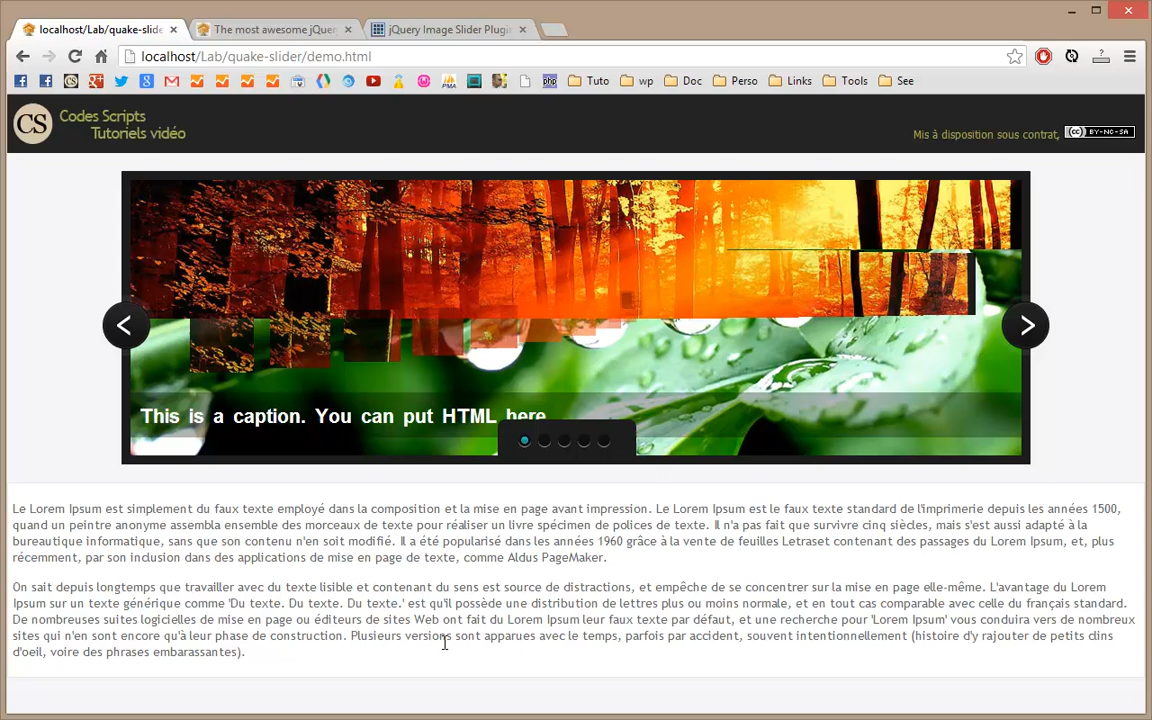 localhost/Lab/quake-slide
The most awesome jQuery
jQuery Image Slider Plugin
localhost/Lab/quake-slider/demo.html
Tuto
wp
Doc
Perso
Links
Tools
See
CS
Codes Scripts
Tutoriels vidéo
Mis à disposition sous contrat,
cc BY-NC-SA
This is a caption. You can put HTML here
Le Lorem Ipsum est simplement du faux texte employé dans la composition et la mise en page avant impression. Le Lorem Ipsum est le faux texte standard de l'imprimerie depuis les années 1500,
quand un peintre anonyme assembla ensemble des morceaux de texte pour réaliser un livre spécimen de polices de texte. Il n'a pas fait que survivre cinq siècles, mais s'est aussi adapté à la
bureautique informatique, sans que son contenu n'en soit modifié. Il a été popularisé dans les années 1960 grâce à la vente de feuilles Letraset contenant des passages du Lorem Ipsum, et, plus
récemment, par son inclusion dans des applications de mise en page de texte, comme Aldus PageMaker.
On sait depuis longtemps que travailler avec du texte lisible et contenant du sens est source de distractions, et empêche de se concentrer sur la mise en page elle-même. L'avantage du Lorem
Ipsum sur un texte générique comme 'Du texte. Du texte. Du texte.' est qu'il possède une distribution de lettres plus ou moins normale, et en tout cas comparable avec celle du français standard.
De nombreuses suites logicielles de mise en page ou éditeurs de sites Web ont fait du Lorem Ipsum leur faux texte par défaut, et une recherche pour 'Lorem Ipsum' vous conduira vers de nombreux
sites qui n'en sont encore qu'à leur phase de construction. Plusieurs versions sont apparues avec le temps, parfois par accident, souvent intentionnellement (histoire d'y rajouter de petits clins
d'oeil, voire des phrases embarassantes).